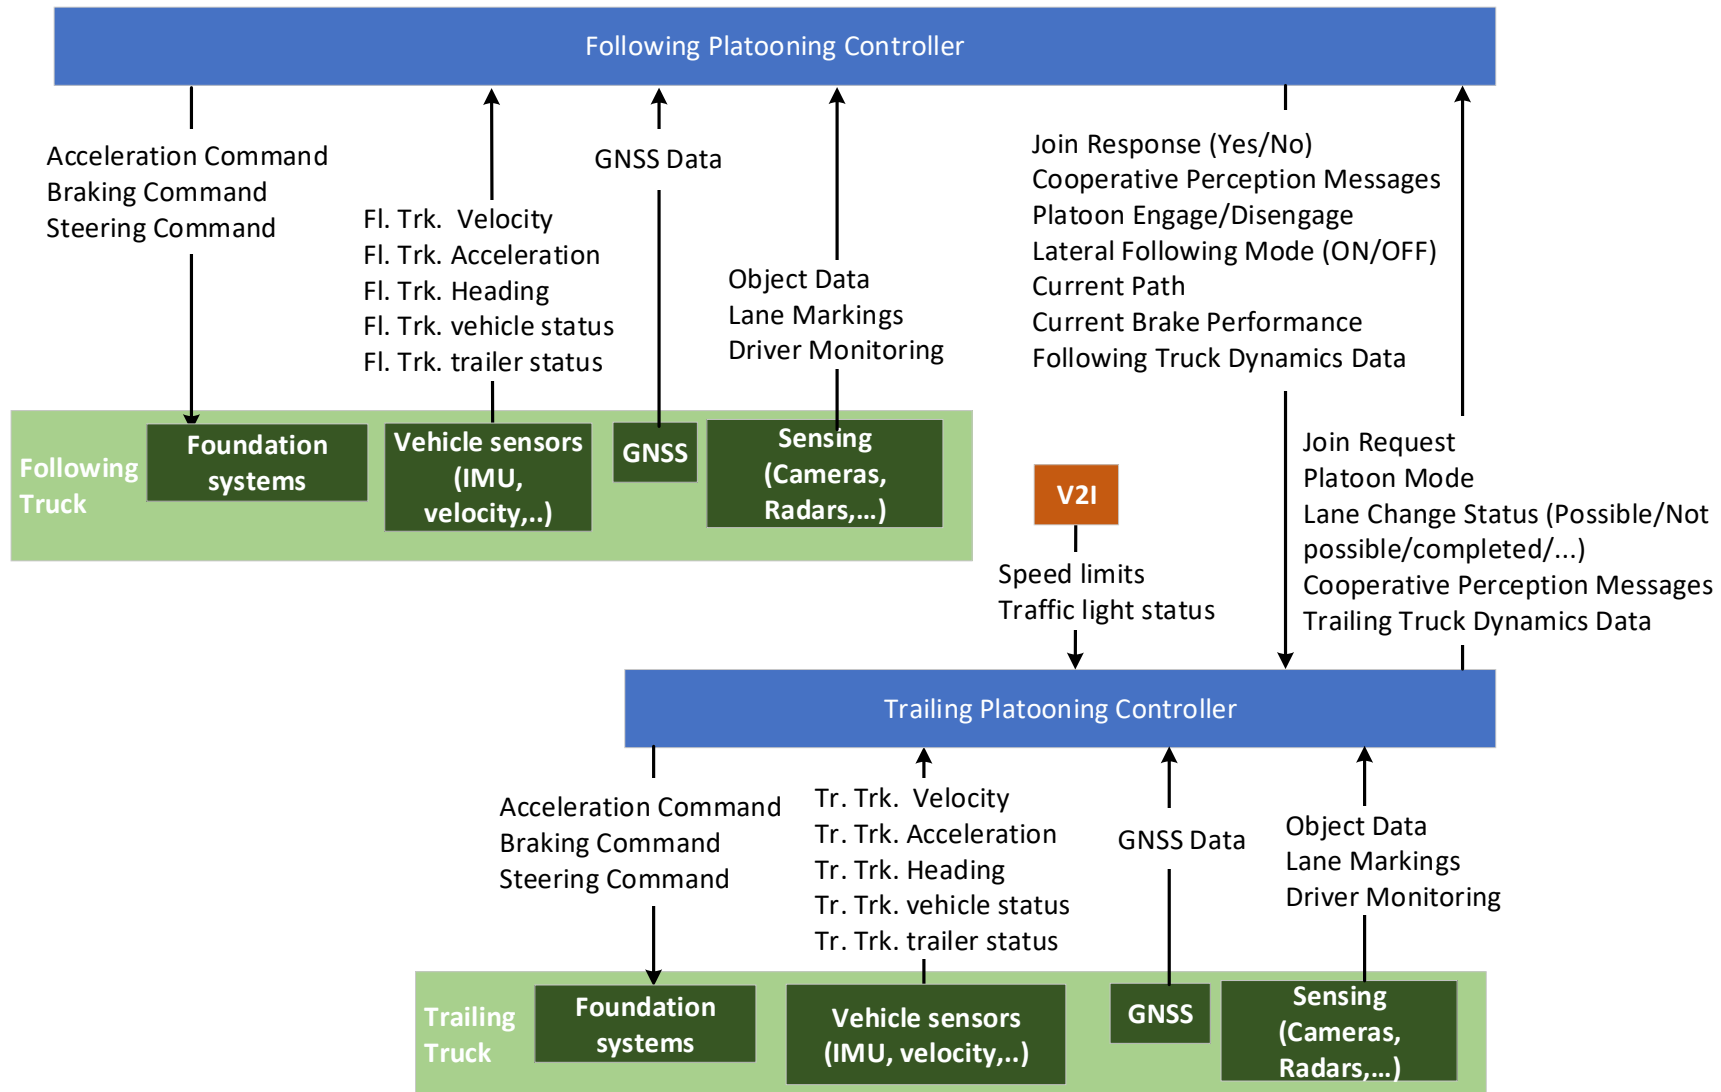 Following Platooning Controller
Acceleration Command
Braking Command
Steering Command
Fl. Trk.  Velocity
Fl. Trk. Acceleration
Fl. Trk. Heading
Fl. Trk. vehicle status
Fl. Trk. trailer status
GNSS Data
Object Data
Lane Markings
Driver Monitoring
Join Response (Yes/No)
Cooperative Perception Messages
Platoon Engage/Disengage
Lateral Following Mode (ON/OFF)
Current Path
Current Brake Performance
Following Truck Dynamics Data
Join Request
Platoon Mode
Lane Change Status (Possible/Not
possible/completed/...)
Cooperative Perception Messages
Trailing Truck Dynamics Data
Following
Truck
Foundation
systems
Vehicle sensors
(IMU,
velocity,..)
GNSS
Sensing
(Cameras,
Radars,...)
V2I
Speed limits
Traffic light status
Trailing Platooning Controller
Acceleration Command
Braking Command
Steering Command
Tr. Trk.  Velocity
Tr. Trk. Acceleration
Tr. Trk. Heading
Tr. Trk. vehicle status
Tr. Trk. trailer status
GNSS Data
Object Data
Lane Markings
Driver Monitoring
Trailing
Truck
Foundation
systems
Vehicle sensors
(IMU, velocity,..)
GNSS
Sensing
(Cameras,
Radars,...)